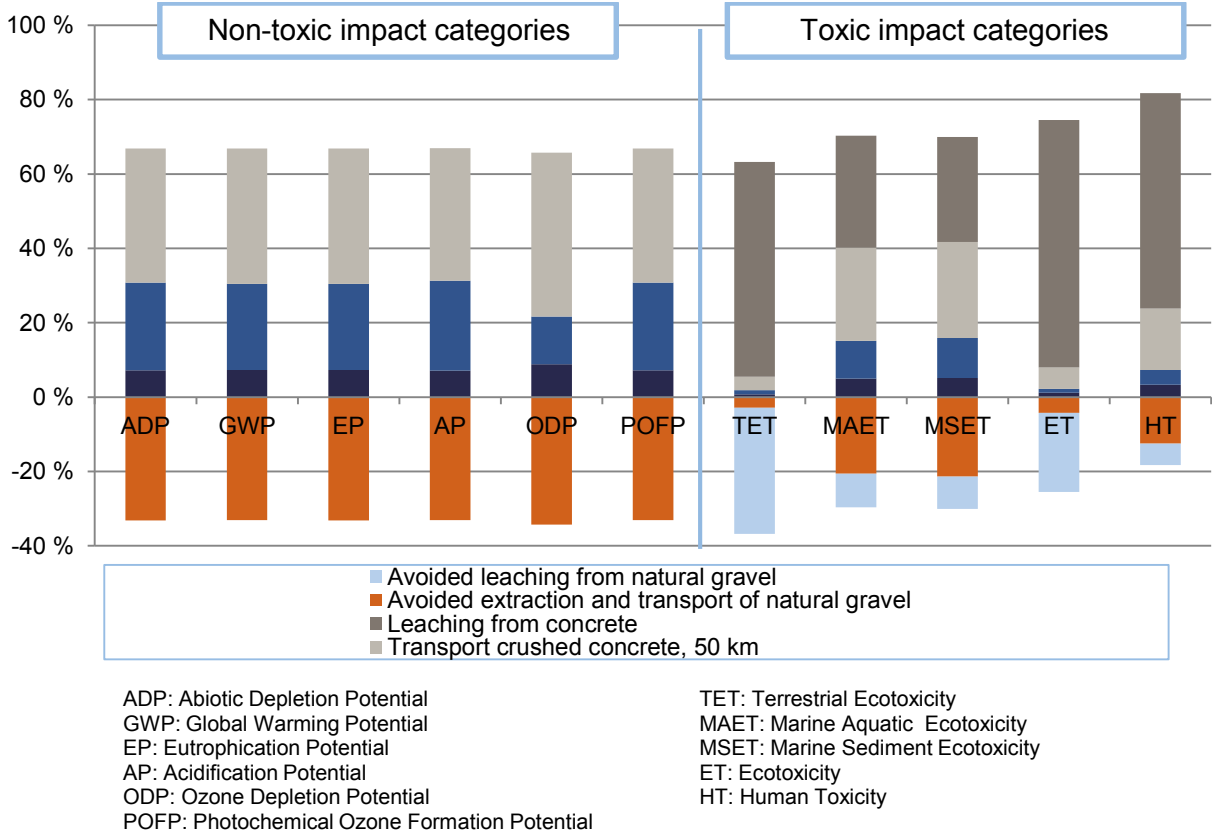 100 %
Non-toxic impact categories
Toxic impact categories
80 %
60 %
40 %
20 %
0 %
ADP GWP EP AP ODP POFP TET MAET MSET ET HT
-20 %
-40 %
Avoided leaching from natural gravel
Avoided extraction and transport of natural gravel
Leaching from concrete
Transport crushed concrete, 50 km
ADP: Abiotic Depletion Potential
GWP: Global Warming Potential
EP: Eutrophication Potential
AP: Acidification Potential
ODP: Ozone Depletion Potential
POFP: Photochemical Ozone Formation Potential
TET: Terrestrial Ecotoxicity
MAET: Marine Aquatic Ecotoxicity
MSET: Marine Sediment Ecotoxicity
ET: Ecotoxicity
HT: Human Toxicity